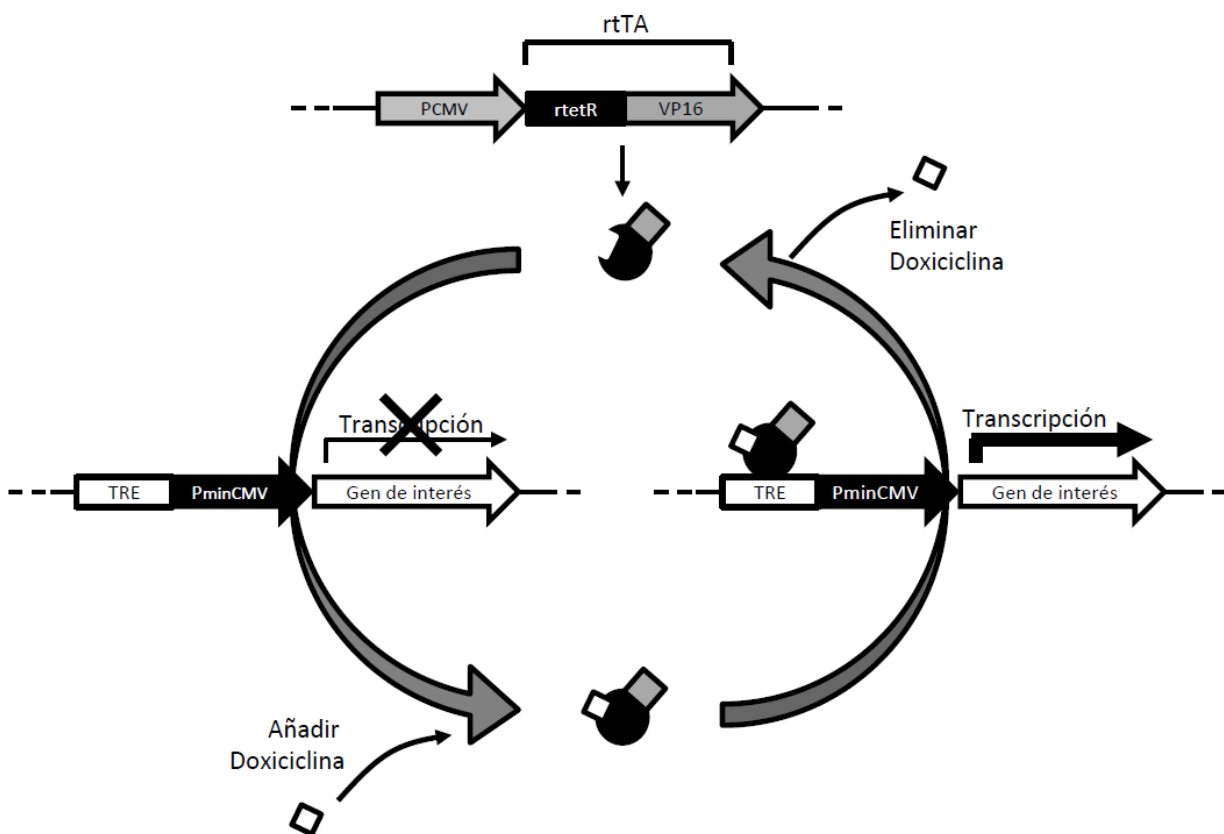 rtTA
PCMV
rtetR
VP16
Eliminar
Doxiciclina
Transcripción
Transcripción
TRE
PminCMV
Gen de interés
TRE
PminCMV
Gen de interés
Añadir
Doxiciclina